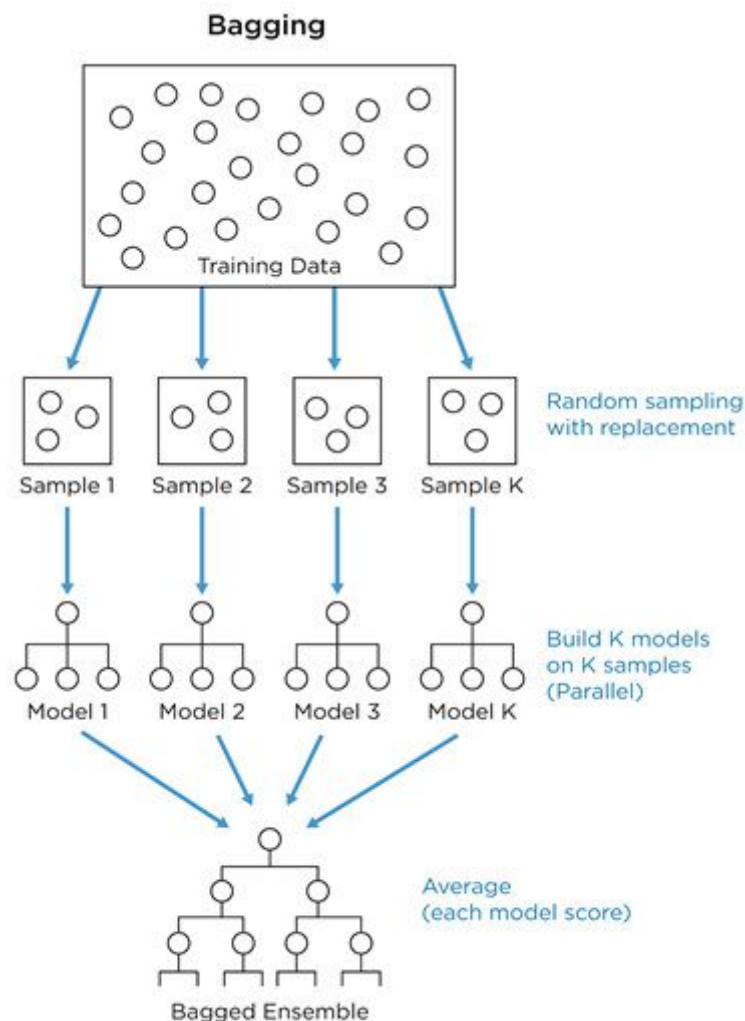 Bagging
Training Data
Random sampling
with replacement
Sample 1
Sample 2
Sample 3
Sample K
Build K models
on K samples
(Parallel)
Model 1
Model 2
Model 3
Model K
Average
(each model score)
Bagged Ensemble